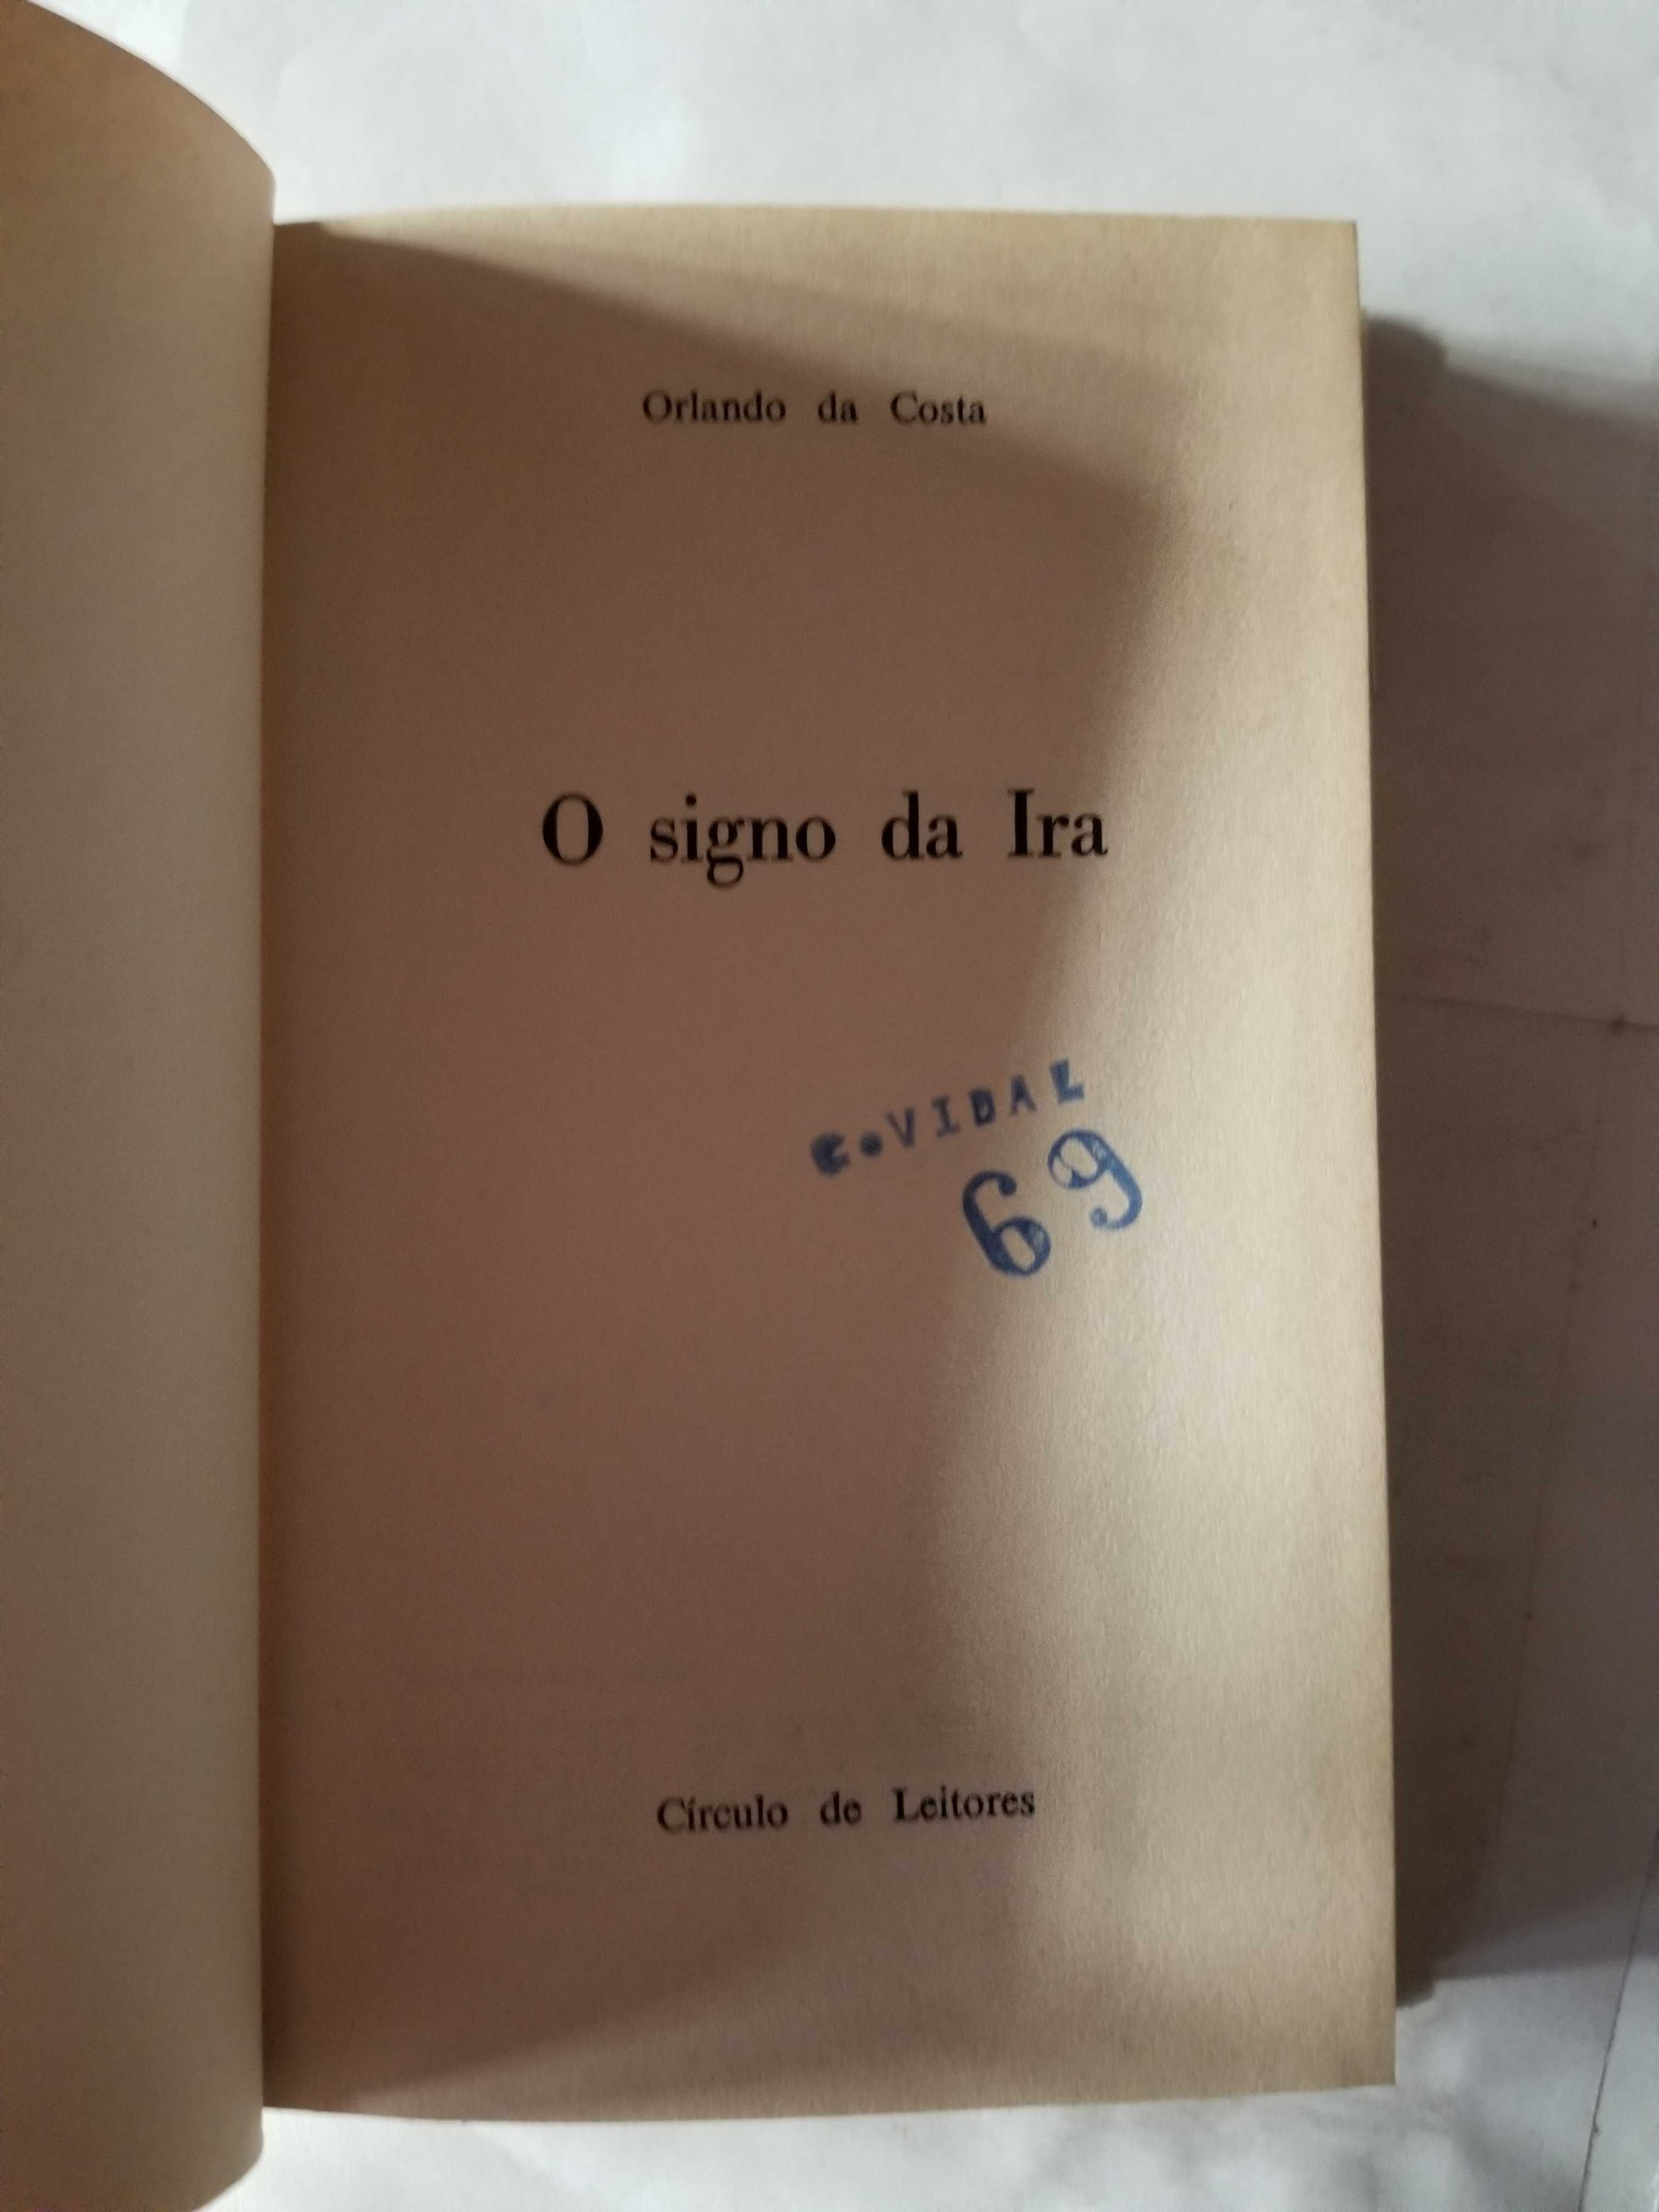 Orlando da Costa
O signo da Ira
C.VIDAL
69
Círculo de Leitores